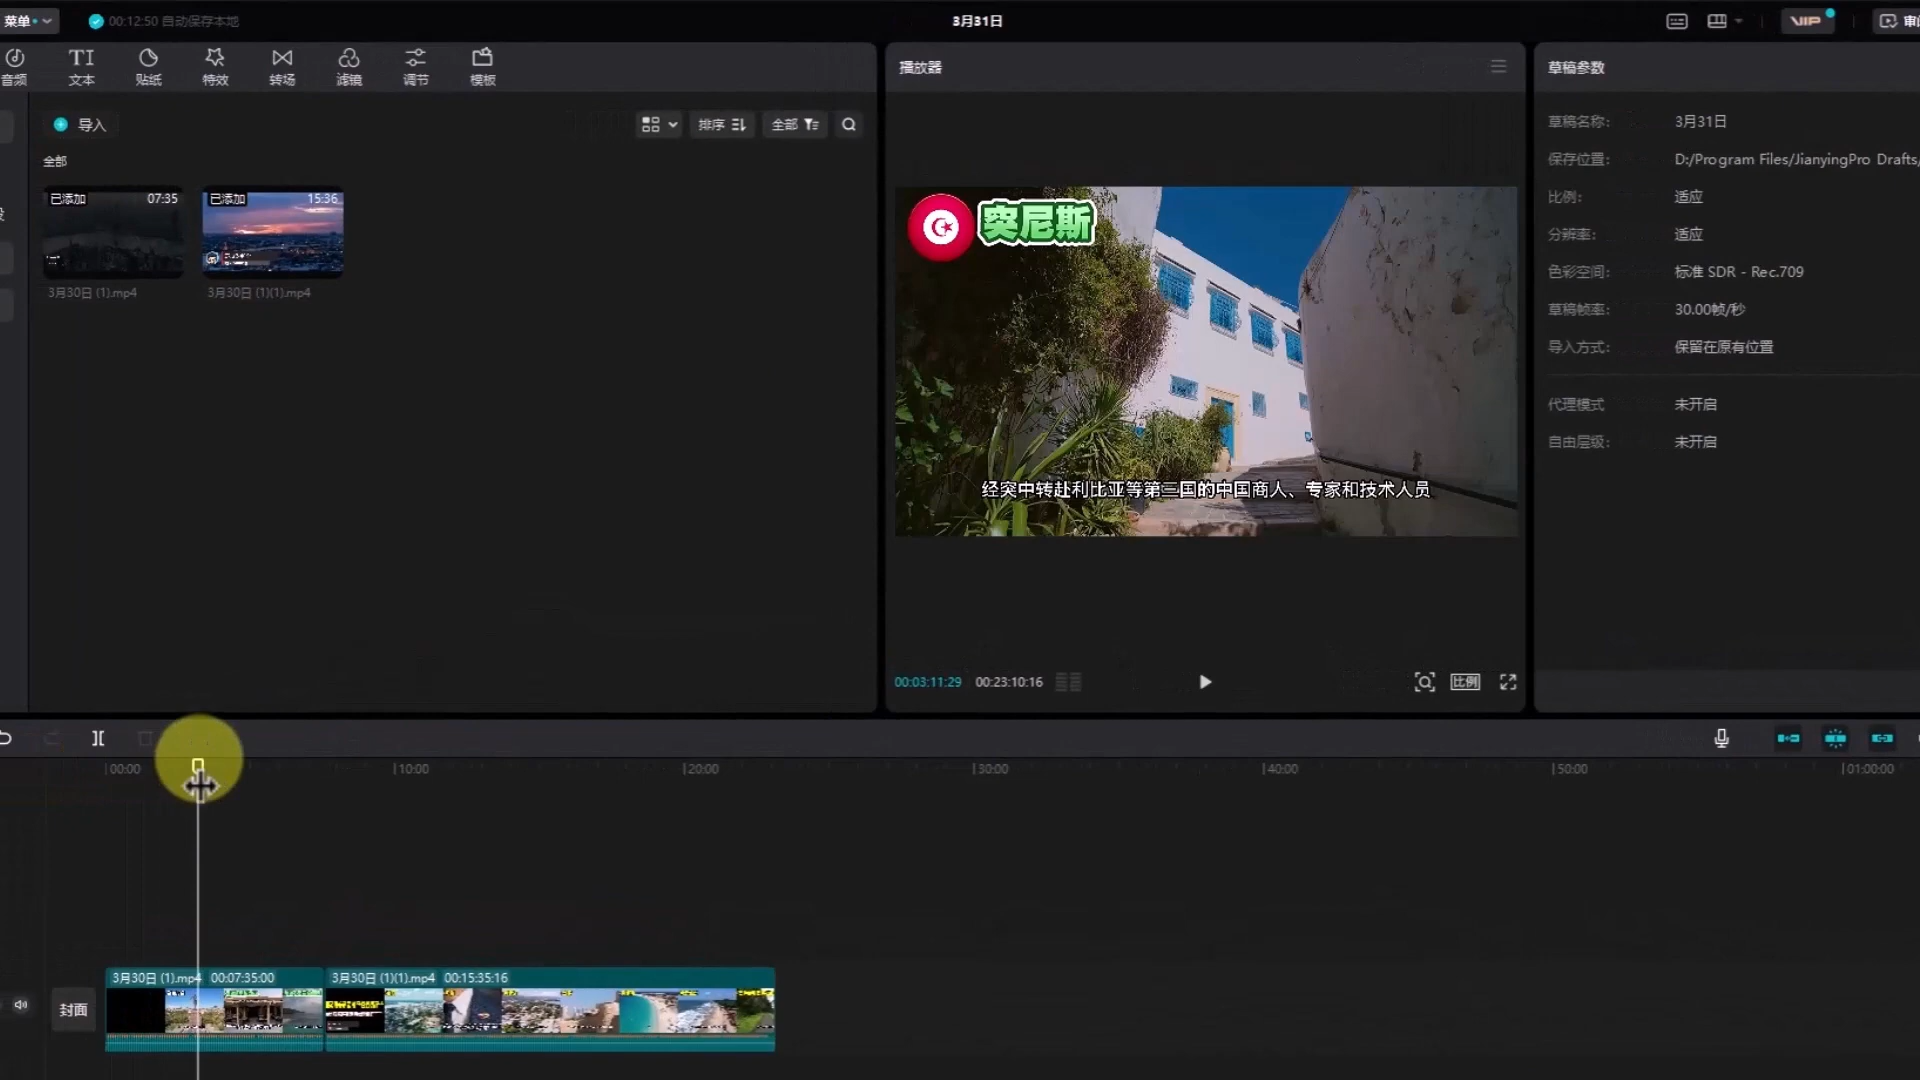 菜单
00:12:50 自动保存本地
3月31日
VIP
审
音频
文本
贴纸
特效
转场
滤镜
调节
模板
导入
排序
全部
全部
已添加 07:35
已添加 15:36
3月30日 (1).mp4
3月30日 (1)(1).mp4
播放器
突尼斯
经突中转赴利比亚等第三国的中国商人、专家和技术人员
00:03:11:29 00:23:10:16
比例
草稿参数
草稿名称: 3月31日
保存位置: D:/Program Files/JianyingPro Drafts/
比例: 适应
分辨率: 适应
色彩空间: 标准 SDR - Rec.709
草稿帧率: 30.00帧/秒
导入方式: 保留在原有位置
代理模式 未开启
自由层级: 未开启
00:00 10:00 20:00 30:00 40:00 50:00 01:00:00
3月30日 (1).mp4 00:07:35:00
3月30日 (1)(1).mp4 00:15:35:16
封面